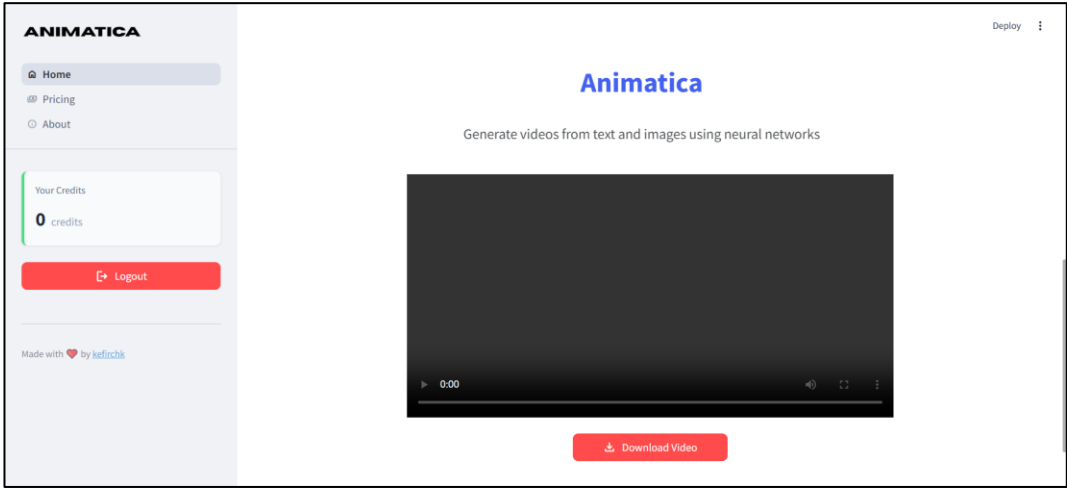 ANIMATICA
Home
Pricing
About
Your Credits
0 credits
Logout
Made with ❤️ by kefirchk
Deploy
Animatica
Generate videos from text and images using neural networks
0:00
Download Video